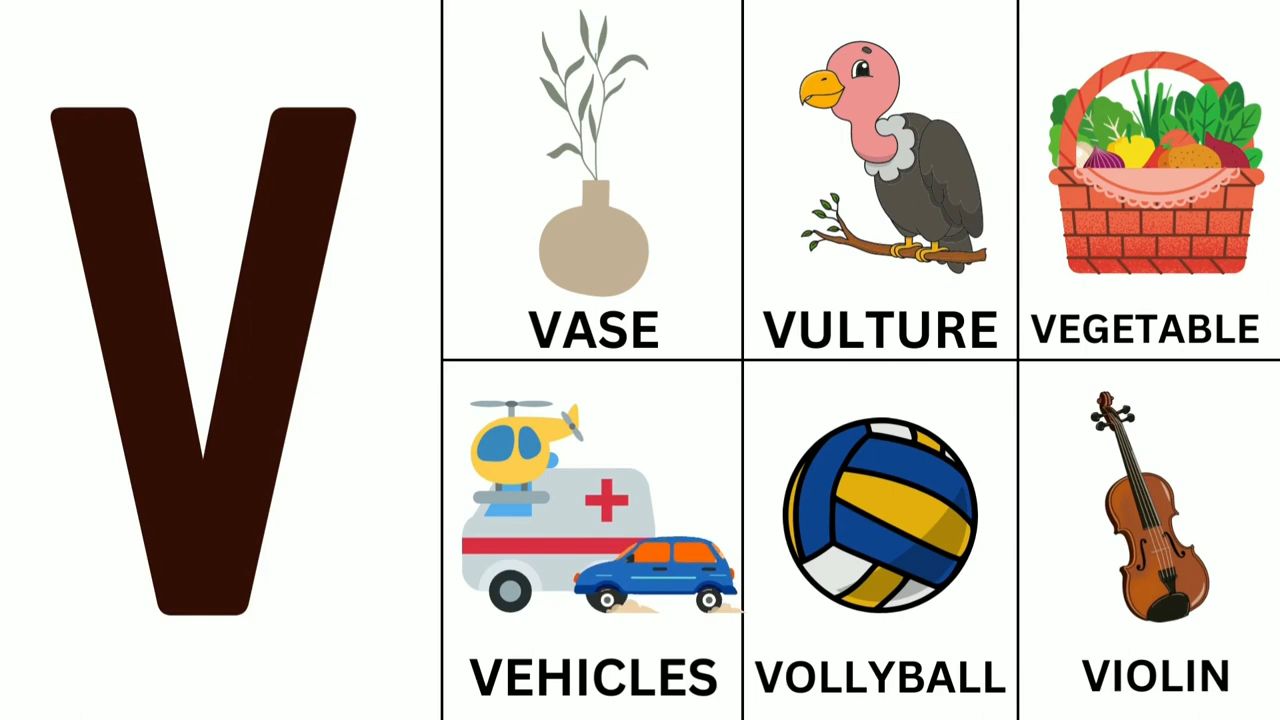 V
VASE
VULTURE
VEGETABLE
VEHICLES
VOLLYBALL
VIOLIN